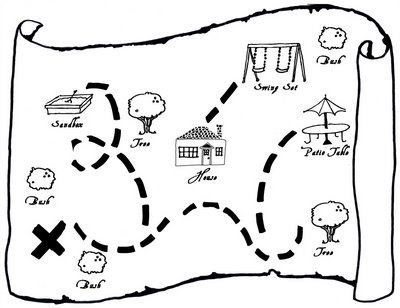 Bush
Swing Set
Sandbox
Tree
Patio Table
House
Bush
Tree
Bush